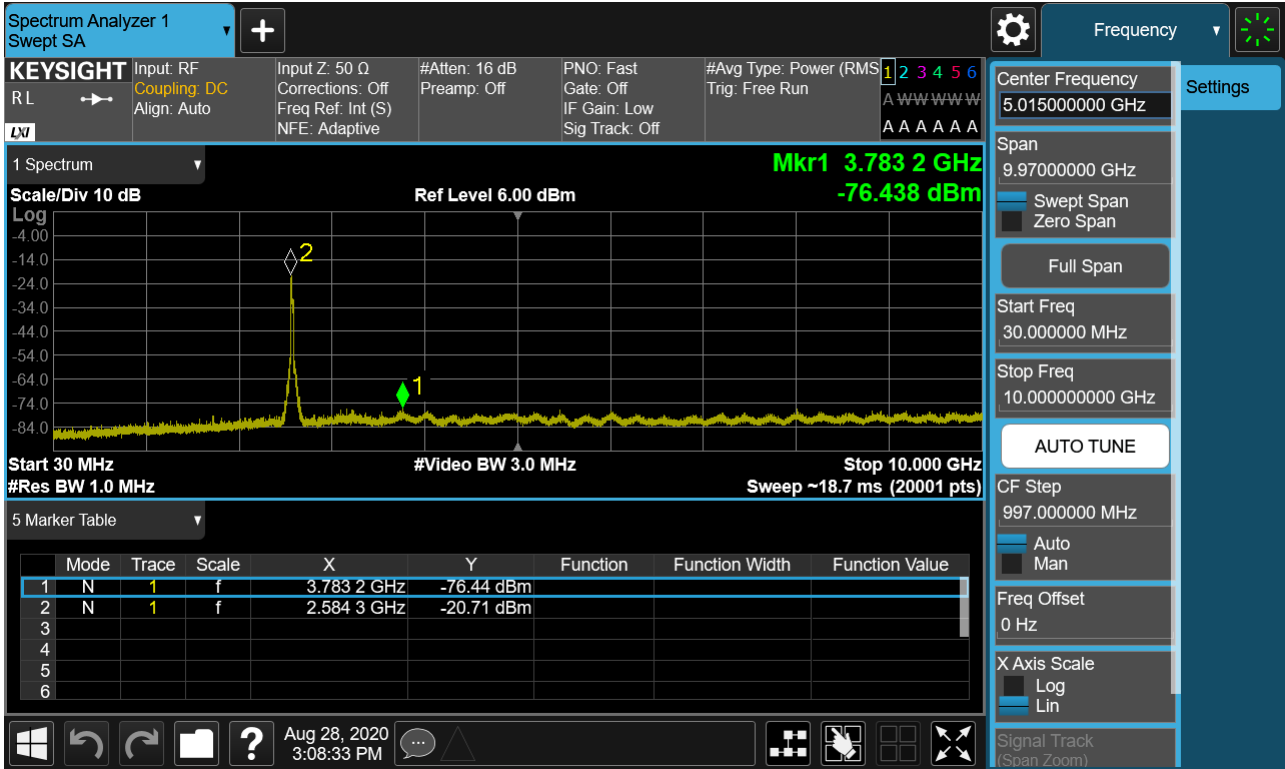 Spectrum Analyzer 1
Swept SA
Frequency
KEYSIGHT
R L
LXI
Input: RF
Coupling: DC
Align: Auto
Input Z: 50 Ω
Corrections: Off
Freq Ref: Int (S)
NFE: Adaptive
#Atten: 16 dB
Preamp: Off
PNO: Fast
Gate: Off
IF Gain: Low
Sig Track: Off
#Avg Type: Power (RMS
Trig: Free Run
1 2 3 4 5 6
A W W W W W
A A A A A A
1 Spectrum
Mkr1 3.783 2 GHz
Scale/Div 10 dB
Ref Level 6.00 dBm
-76.438 dBm
Log
-4.00
-14.0
-24.0
-34.0
-44.0
-54.0
-64.0
-74.0
-84.0
2
1
Start 30 MHz
#Video BW 3.0 MHz
Stop 10.000 GHz
#Res BW 1.0 MHz
Sweep ~18.7 ms (20001 pts)
5 Marker Table
Mode Trace Scale X Y Function Function Width Function Value
1 N 1 f 3.783 2 GHz -76.44 dBm
2 N 1 f 2.584 3 GHz -20.71 dBm
3
4
5
6
Aug 28, 2020
3:08:33 PM
Center Frequency
5.015000000 GHz
Settings
Span
9.97000000 GHz
Swept Span
Zero Span
Full Span
Start Freq
30.000000 MHz
Stop Freq
10.000000000 GHz
AUTO TUNE
CF Step
997.000000 MHz
Auto
Man
Freq Offset
0 Hz
X Axis Scale
Log
Lin
Signal Track
(Span Zoom)